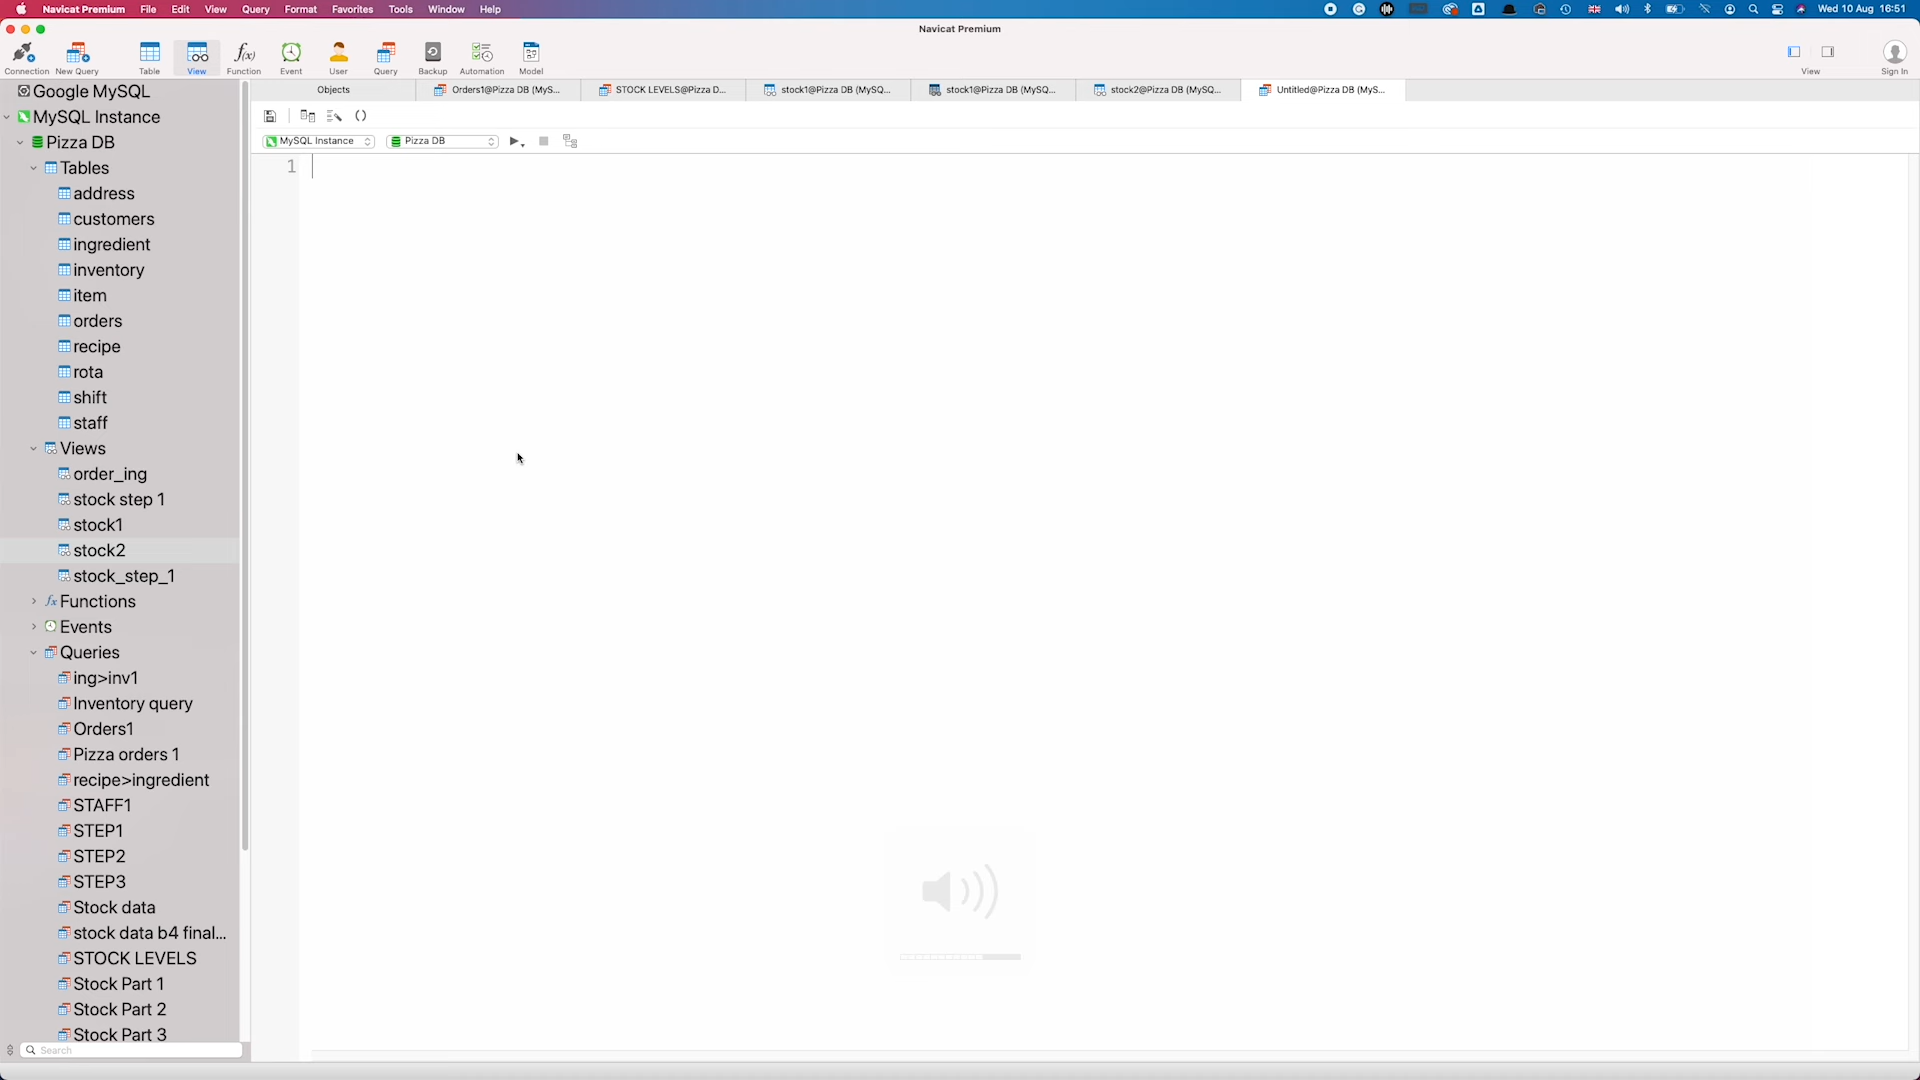 Navicat Premium File Edit View Query Format Favorites Tools Window Help Wed 10 Aug 16:51
Navicat Premium
Connection New Query Table View Function Event User Query Backup Automation Model View Sign In
Objects Orders1@Pizza DB (MyS... STOCK LEVELS@Pizza D... stock1@Pizza DB (MySQ... stock1@Pizza DB (MySQ... stock2@Pizza DB (MySQ... Untitled@Pizza DB (MyS...
MySQL Instance Pizza DB
1
Google MySQL
MySQL Instance
Pizza DB
Tables
address
customers
ingredient
inventory
item
orders
recipe
rota
shift
staff
Views
order_ing
stock step 1
stock1
stock2
stock_step_1
fx Functions
Events
Queries
ing>inv1
Inventory query
Orders1
Pizza orders 1
recipe>ingredient
STAFF1
STEP1
STEP2
STEP3
Stock data
stock data b4 final...
STOCK LEVELS
Stock Part 1
Stock Part 2
Stock Part 3
Search